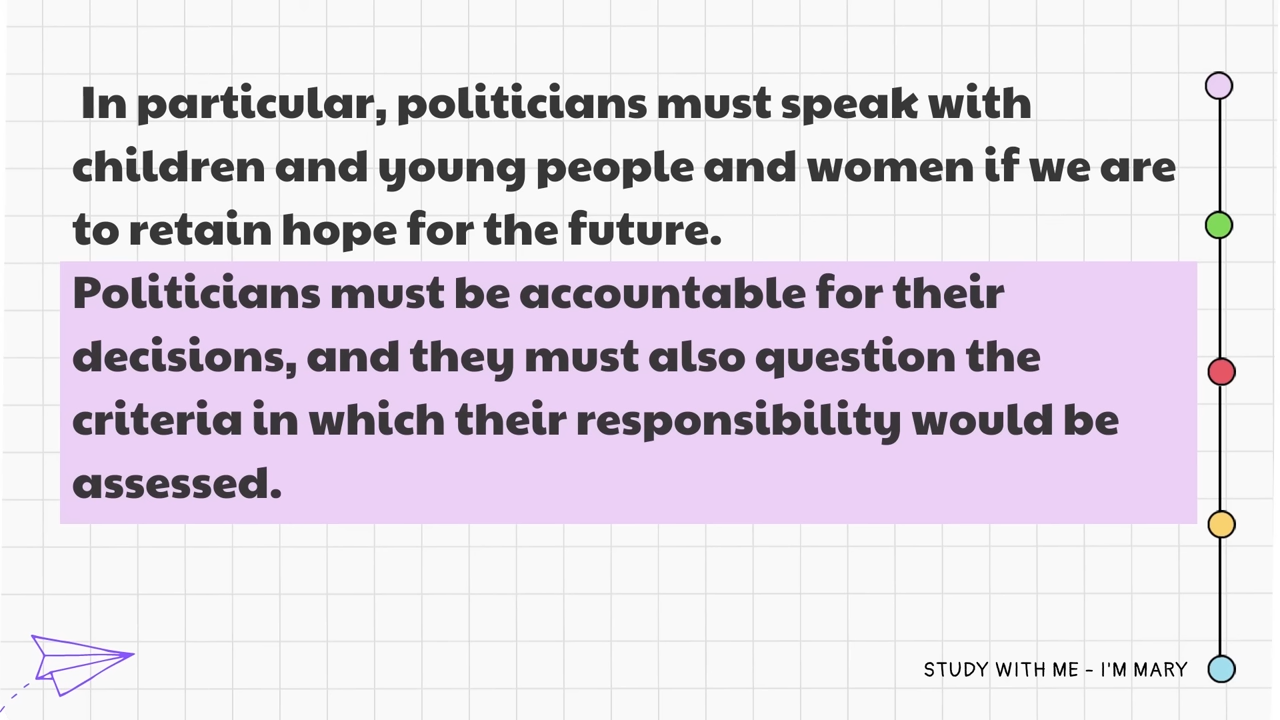 In particular, politicians must speak with
children and young people and women if we are
to retain hope for the future.
Politicians must be accountable for their
decisions, and they must also question the
criteria in which their responsibility would be
assessed.
STUDY WITH ME - I'M MARY